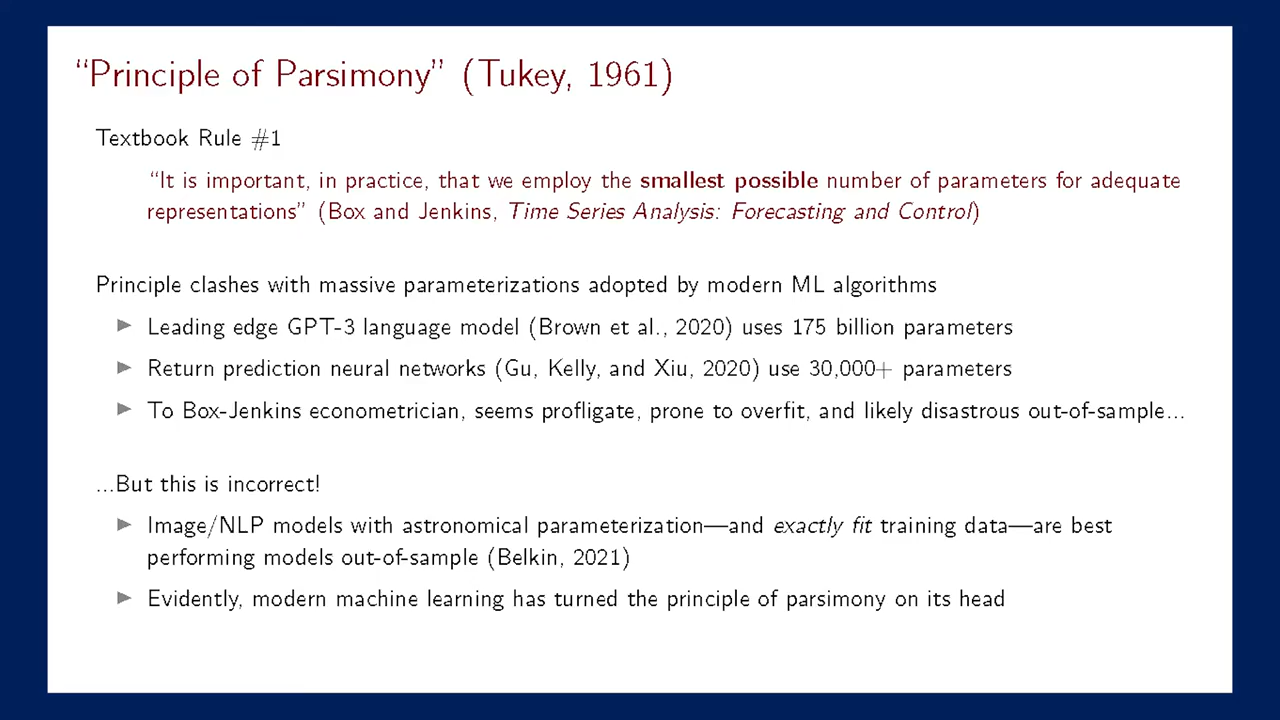 “Principle of Parsimony” (Tukey, 1961)
Textbook Rule #1
“It is important, in practice, that we employ the smallest possible number of parameters for adequate
representations” (Box and Jenkins, Time Series Analysis: Forecasting and Control)
Principle clashes with massive parameterizations adopted by modern ML algorithms
▶ Leading edge GPT-3 language model (Brown et al., 2020) uses 175 billion parameters
▶ Return prediction neural networks (Gu, Kelly, and Xiu, 2020) use 30,000+ parameters
▶ To Box-Jenkins econometrician, seems profligate, prone to overfit, and likely disastrous out-of-sample...
...But this is incorrect!
▶ Image/NLP models with astronomical parameterization—and exactly fit training data—are best
performing models out-of-sample (Belkin, 2021)
▶ Evidently, modern machine learning has turned the principle of parsimony on its head